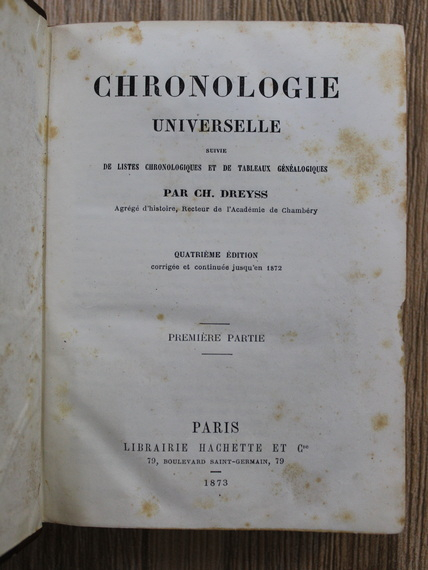 CHRONOLOGIE
UNIVERSELLE
SUIVIE
DE LISTES CHRONOLOGIQUES ET DE TABLEAUX GÉNÉALOGIQUES
PAR CH. DREYSS
Agrégé d'histoire, Recteur de l'Académie de Chambéry
QUATRIÈME ÉDITION
corrigée et continuée jusqu'en 1872
PREMIÈRE PARTIE
PARIS
LIBRAIRIE HACHETTE ET Cie
79, BOULEVARD SAINT-GERMAIN, 79
1873